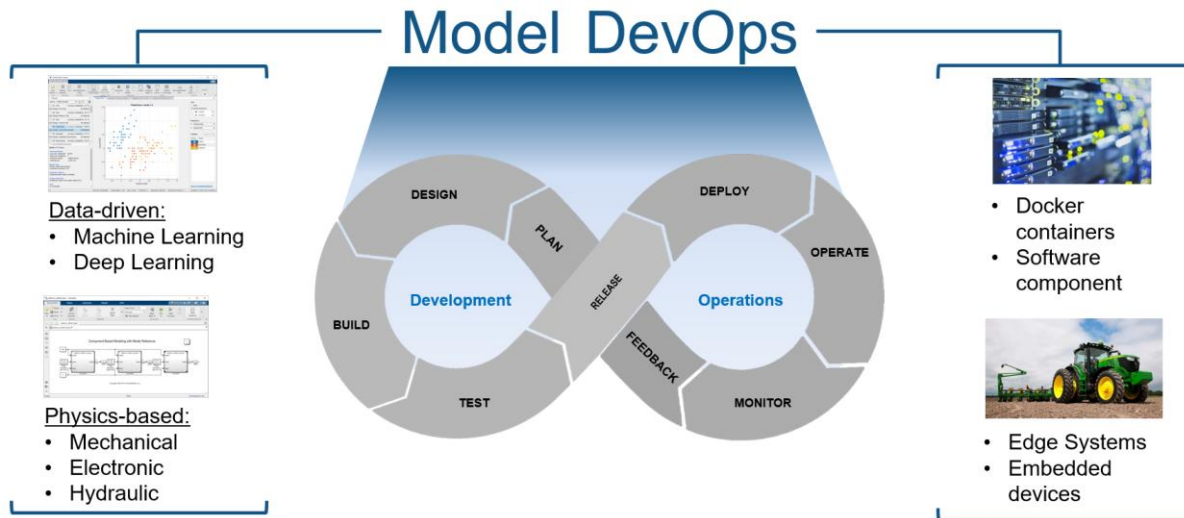 Model DevOps
Data-driven:
• Machine Learning
• Deep Learning
Physics-based:
• Mechanical
• Electronic
• Hydraulic
DESIGN
PLAN
BUILD
Development
TEST
RELEASE
DEPLOY
OPERATE
Operations
FEEDBACK
MONITOR
• Docker
containers
• Software
component
• Edge Systems
• Embedded
devices